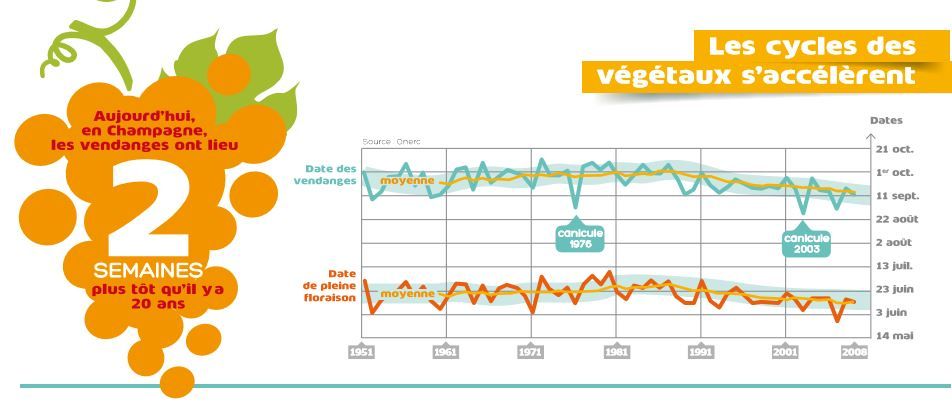 Les cycles des
végétaux s'accélèrent
Aujourd'hui,
en Champagne,
les vendanges ont lieu
2
SEMAINES
plus tôt qu'il y a
20 ans
Source Onerc
Dates
Date des
vendanges
moyenne
canicule
1976
canicule
2003
Date
de pleine
floraison
moyenne
21 oct.
1er oct.
11 sept.
22 août
2 août
13 juil.
23 juin
3 juin
14 mai
1951 1961 1971 1981 1991 2001 2008